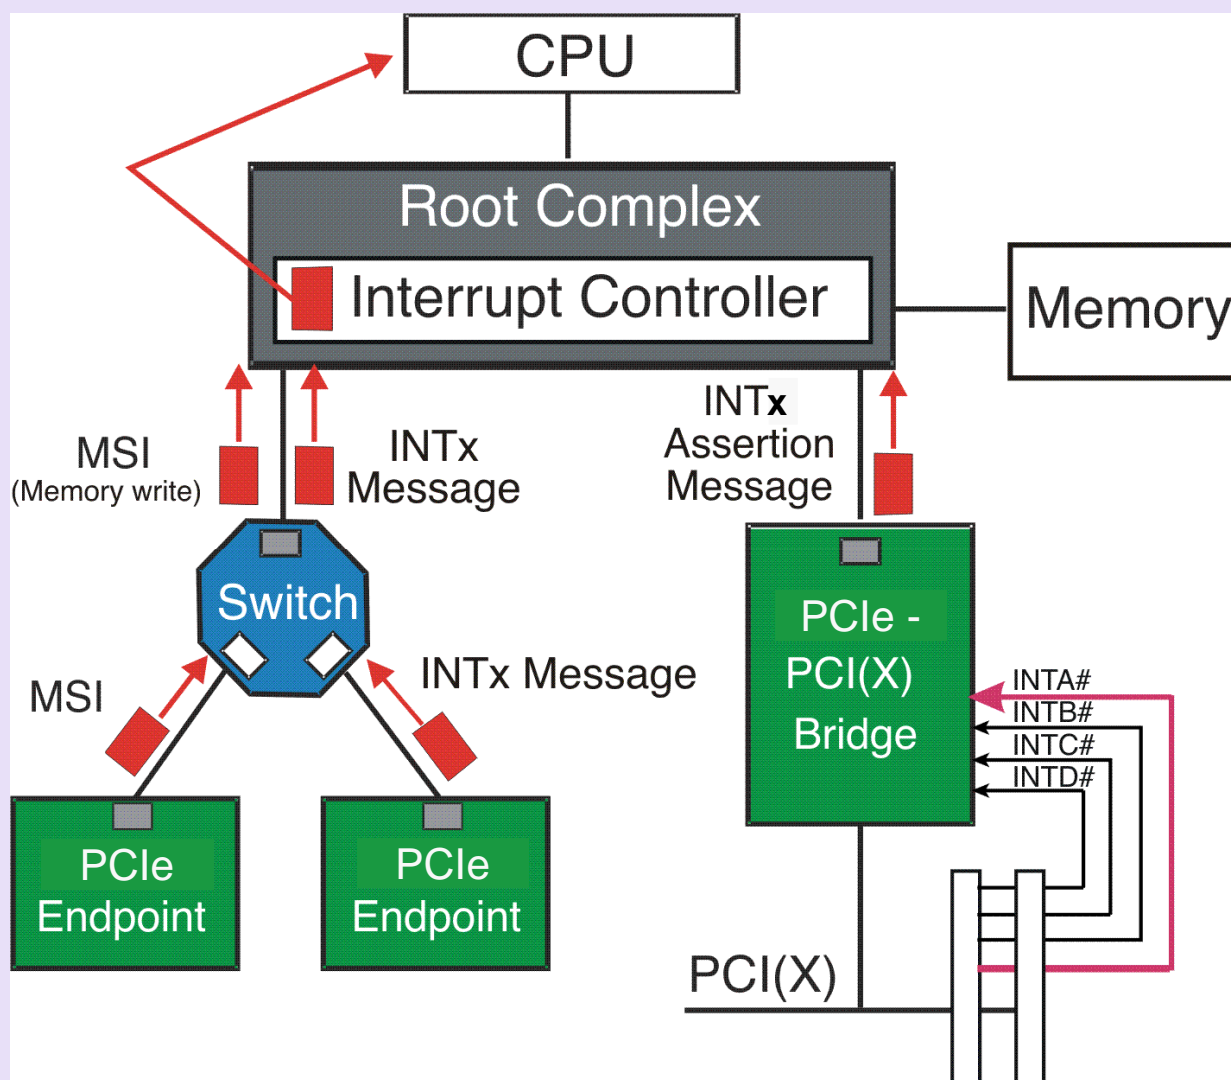 CPU
Root Complex
Interrupt Controller
Memory
MSI
(Memory write)
INTx
Message
INTx
Assertion
Message
Switch
PCIe -
PCI(X)
Bridge
MSI
INTx Message
INTA#
INTB#
INTC#
INTD#
PCIe
Endpoint
PCIe
Endpoint
PCI(X)